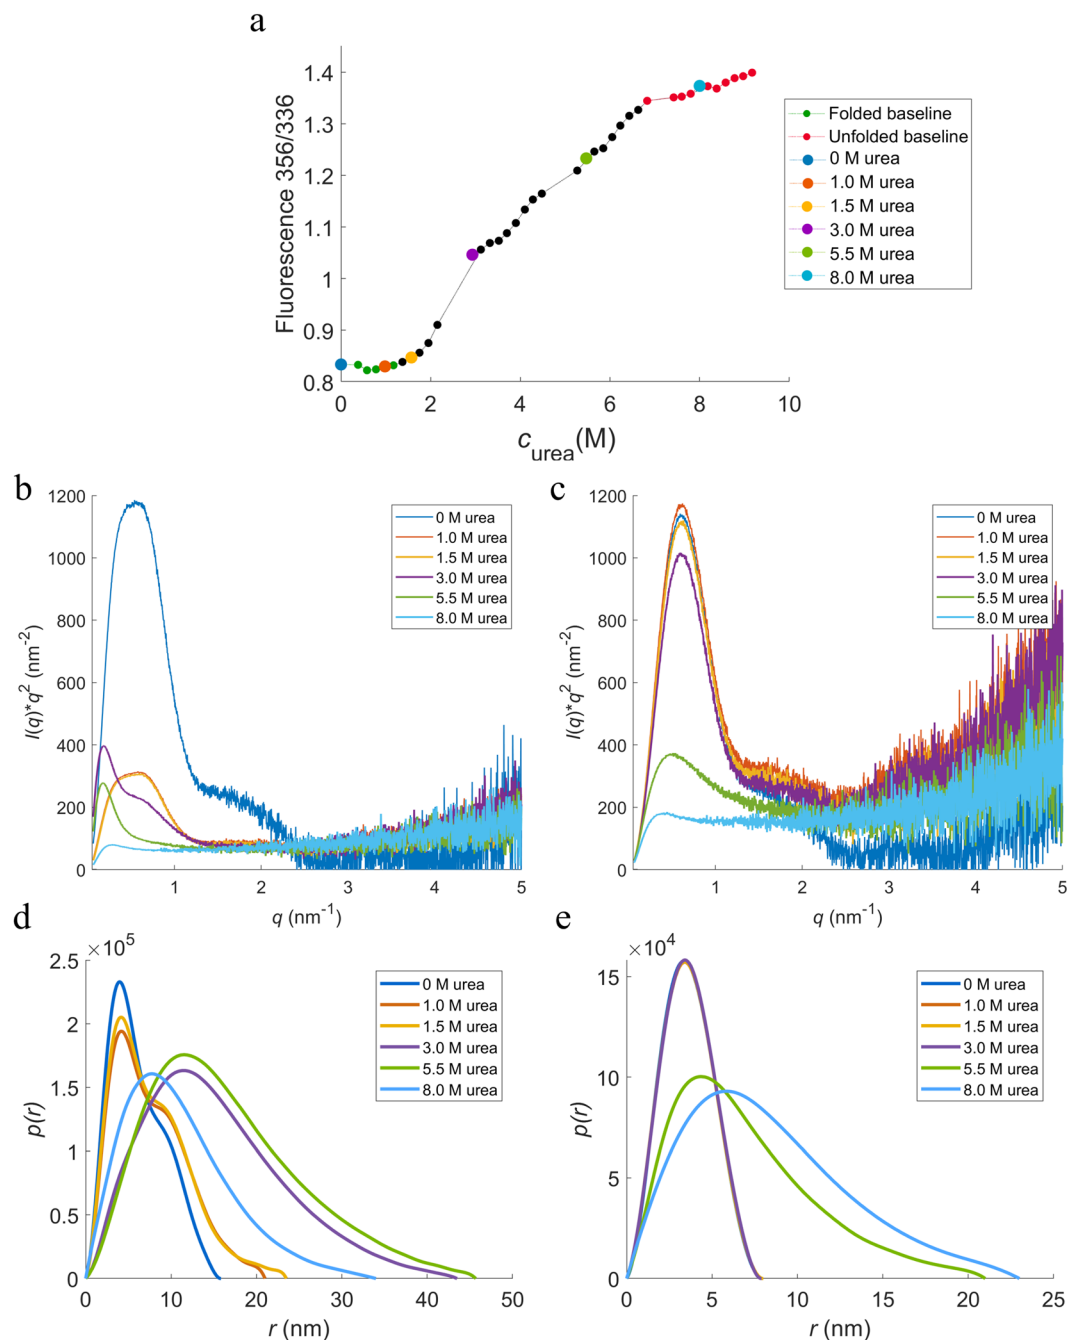 a
1.4
1.3
1.2
1.1
1
0.9
0.8
Fluorescence 356/336
0 2 4 6 8 10
c_urea(M)
Folded baseline
Unfolded baseline
0 M urea
1.0 M urea
1.5 M urea
3.0 M urea
5.5 M urea
8.0 M urea
b
1200
1000
800
600
400
200
0
I(q)*q² (nm⁻²)
1 2 3 4 5
q (nm⁻¹)
0 M urea
1.0 M urea
1.5 M urea
3.0 M urea
5.5 M urea
8.0 M urea
c
1200
1000
800
600
400
200
0
I(q)*q² (nm⁻²)
1 2 3 4 5
q (nm⁻¹)
0 M urea
1.0 M urea
1.5 M urea
3.0 M urea
5.5 M urea
8.0 M urea
d
×10⁵
2.5
2
1.5
1
0.5
0
p(r)
0 10 20 30 40 50
r (nm)
0 M urea
1.0 M urea
1.5 M urea
3.0 M urea
5.5 M urea
8.0 M urea
e
×10⁴
15
10
5
0
p(r)
0 5 10 15 20 25
r (nm)
0 M urea
1.0 M urea
1.5 M urea
3.0 M urea
5.5 M urea
8.0 M urea